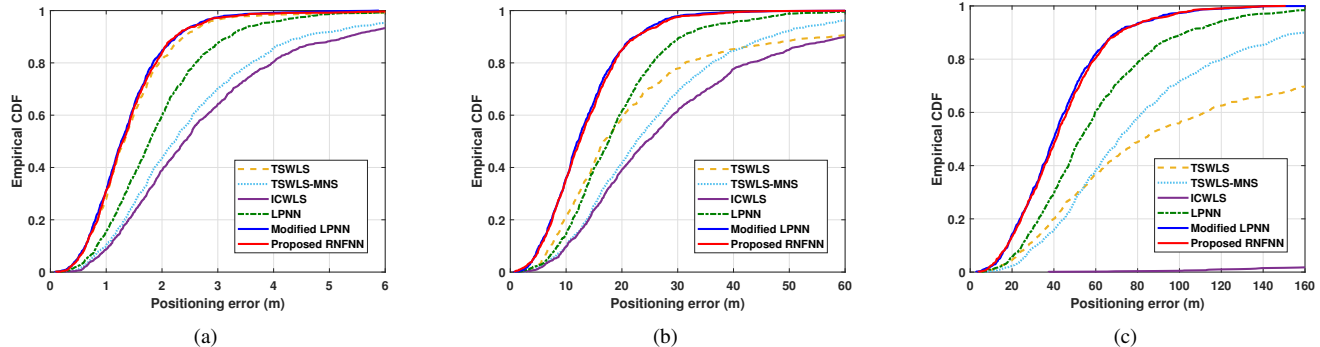 1
0.8
0.6
0.4
0.2
0
Empirical CDF
TSWLS
TSWLS-MNS
ICWLS
LPNN
Modified LPNN
Proposed RNFNN
0 1 2 3 4 5 6
Positioning error (m)
(a)
1
0.8
0.6
0.4
0.2
0
Empirical CDF
TSWLS
TSWLS-MNS
ICWLS
LPNN
Modified LPNN
Proposed RNFNN
0 10 20 30 40 50 60
Positioning error (m)
(b)
1
0.8
0.6
0.4
0.2
0
Empirical CDF
TSWLS
TSWLS-MNS
ICWLS
LPNN
Modified LPNN
Proposed RNFNN
0 20 40 60 80 100 120 140 160
Positioning error (m)
(c)